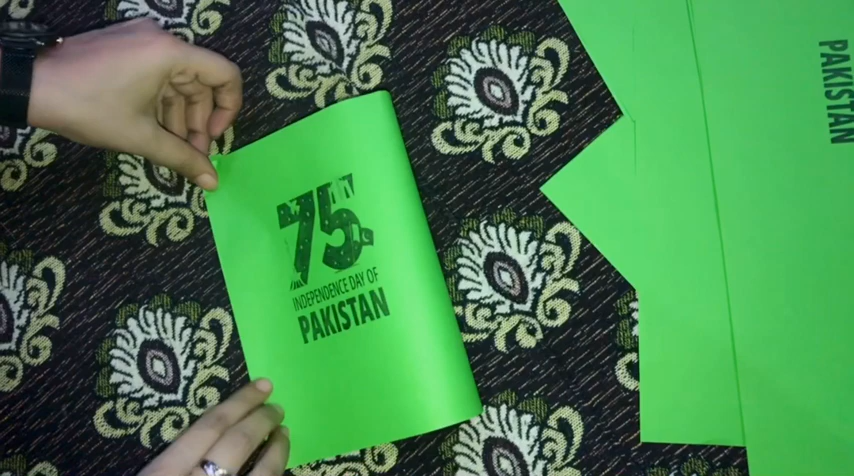 75
INDEPENDENCE DAY OF
PAKISTAN
PAKISTAN